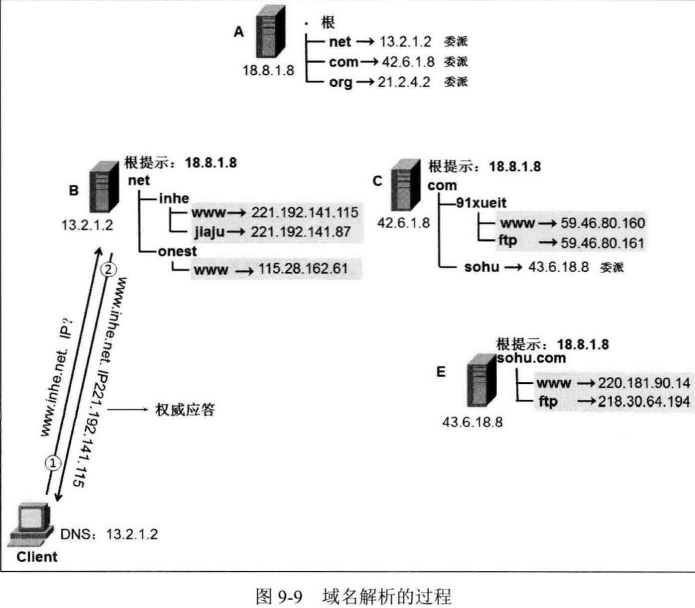 A
· 根
net → 13.2.1.2 委派
com → 42.6.1.8 委派
org → 21.2.4.2 委派
18.8.1.8
B
根提示：18.8.1.8
net
inhe
www → 221.192.141.115
jiaju → 221.192.141.87
onest
www → 115.28.162.61
13.2.1.2
C
根提示：18.8.1.8
com
91xueit
www → 59.46.80.160
ftp → 59.46.80.161
sohu → 43.6.18.8 委派
42.6.1.8
E
根提示：18.8.1.8
sohu.com
www → 220.181.90.14
ftp → 218.30.64.194
43.6.18.8
① www.inhe.net. IP?
② www.inhe.net. IP221.192.141.115
→ 权威应答
DNS：13.2.1.2
Client
图 9-9 域名解析的过程